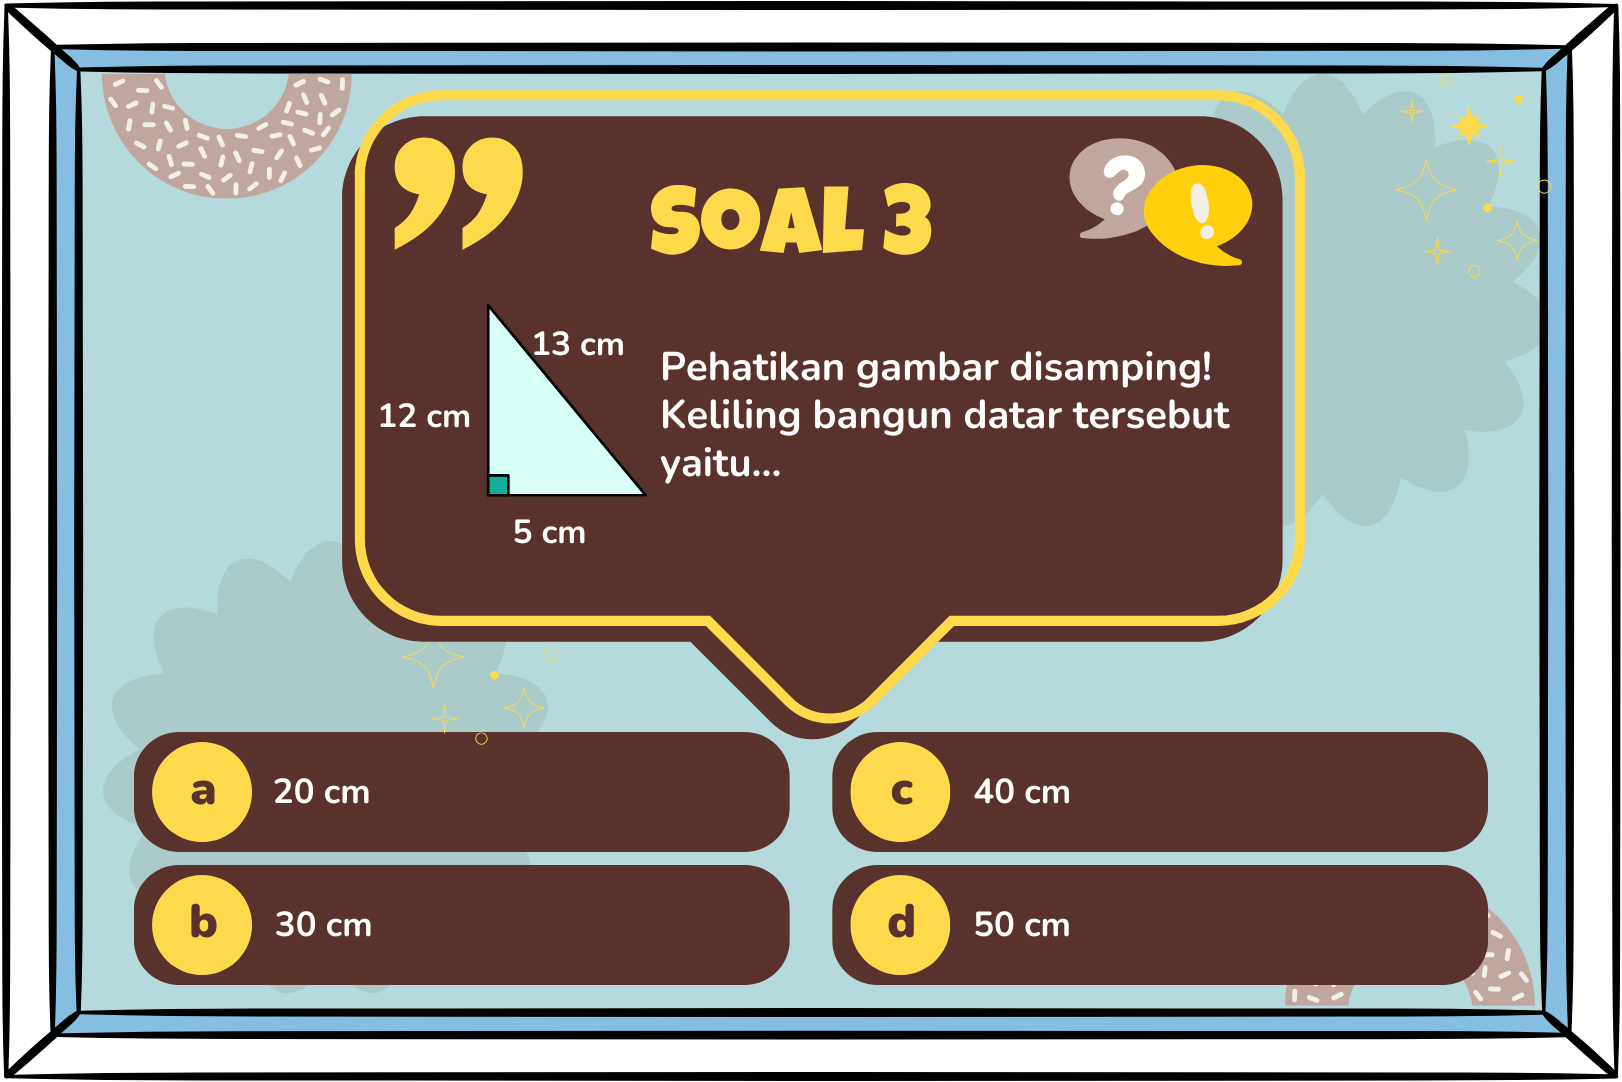 SOAL 3
13 cm
12 cm
5 cm
Pehatikan gambar disamping!
Keliling bangun datar tersebut
yaitu...
a 20 cm
b 30 cm
c 40 cm
d 50 cm